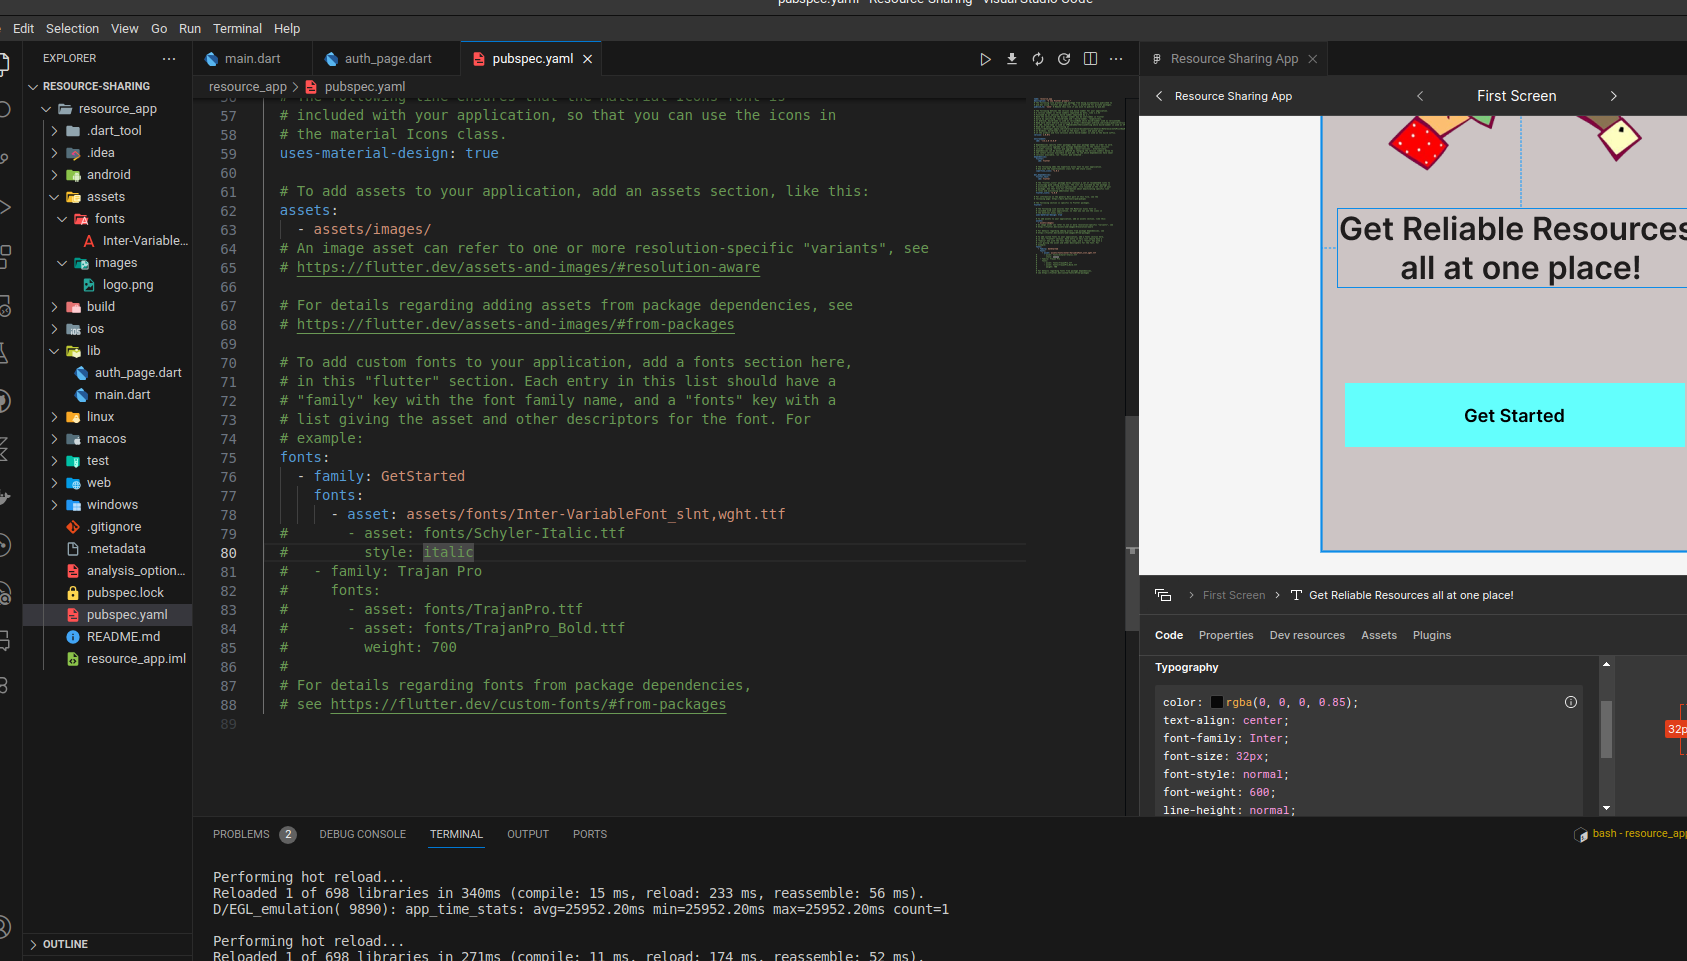 pubspec.yaml - Resource Sharing - Visual Studio Code
Edit Selection View Go Run Terminal Help
EXPLORER
RESOURCE-SHARING
resource_app
.dart_tool
.idea
android
assets
fonts
Inter-Variable...
images
logo.png
build
ios
lib
auth_page.dart
main.dart
linux
macos
test
web
windows
.gitignore
.metadata
analysis_option...
pubspec.lock
pubspec.yaml
README.md
resource_app.iml
OUTLINE
main.dart auth_page.dart pubspec.yaml
resource_app > pubspec.yaml
56 # The following line ensures that the Material Icons font is
57 # included with your application, so that you can use the icons in
58 # the material Icons class.
59 uses-material-design: true
60
61 # To add assets to your application, add an assets section, like this:
62 assets:
63 - assets/images/
64 # An image asset can refer to one or more resolution-specific "variants", see
65 # https://flutter.dev/assets-and-images/#resolution-aware
66
67 # For details regarding adding assets from package dependencies, see
68 # https://flutter.dev/assets-and-images/#from-packages
69
70 # To add custom fonts to your application, add a fonts section here,
71 # in this "flutter" section. Each entry in this list should have a
72 # "family" key with the font family name, and a "fonts" key with a
73 # list giving the asset and other descriptors for the font. For
74 # example:
75 fonts:
76 - family: GetStarted
77 fonts:
78 - asset: assets/fonts/Inter-VariableFont_slnt,wght.ttf
79 # - asset: fonts/Schyler-Italic.ttf
80 # style: italic
81 # - family: Trajan Pro
82 # fonts:
83 # - asset: fonts/TrajanPro.ttf
84 # - asset: fonts/TrajanPro_Bold.ttf
85 # weight: 700
86 #
87 # For details regarding fonts from package dependencies,
88 # see https://flutter.dev/custom-fonts/#from-packages
89
Resource Sharing App
Resource Sharing App First Screen
Get Reliable Resources
all at one place!
Get Started
First Screen > Get Reliable Resources all at one place!
Code Properties Dev resources Assets Plugins
Typography
color: rgba(0, 0, 0, 0.85);
text-align: center;
font-family: Inter;
font-size: 32px;
font-style: normal;
font-weight: 600;
line-height: normal;
32p
PROBLEMS 2 DEBUG CONSOLE TERMINAL OUTPUT PORTS
bash - resource_app
Performing hot reload...
Reloaded 1 of 698 libraries in 340ms (compile: 15 ms, reload: 233 ms, reassemble: 56 ms).
D/EGL_emulation( 9890): app_time_stats: avg=25952.20ms min=25952.20ms max=25952.20ms count=1
Performing hot reload...
Reloaded 1 of 698 libraries in 271ms (compile: 11 ms, reload: 174 ms, reassemble: 52 ms).